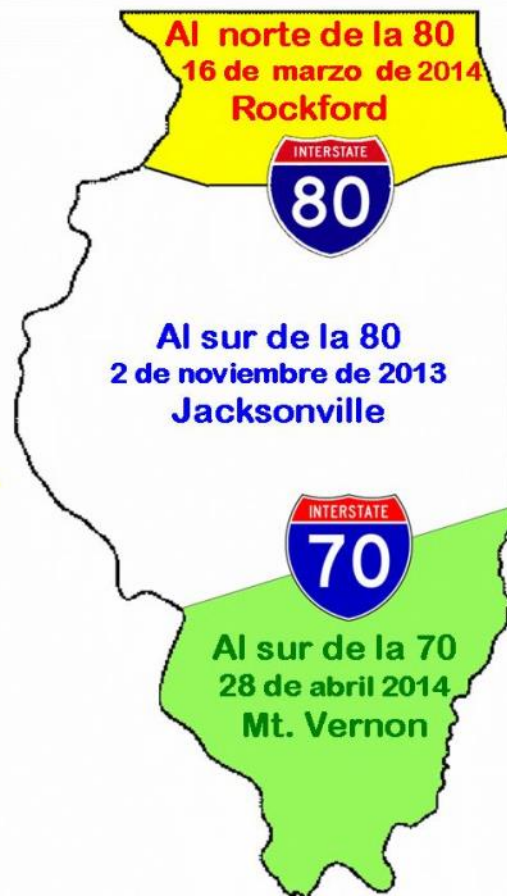 Al norte de la 80
16 de marzo de 2014
Rockford
INTERSTATE
80
Al sur de la 80
2 de noviembre de 2013
Jacksonville
INTERSTATE
70
Al sur de la 70
28 de abril 2014
Mt. Vernon